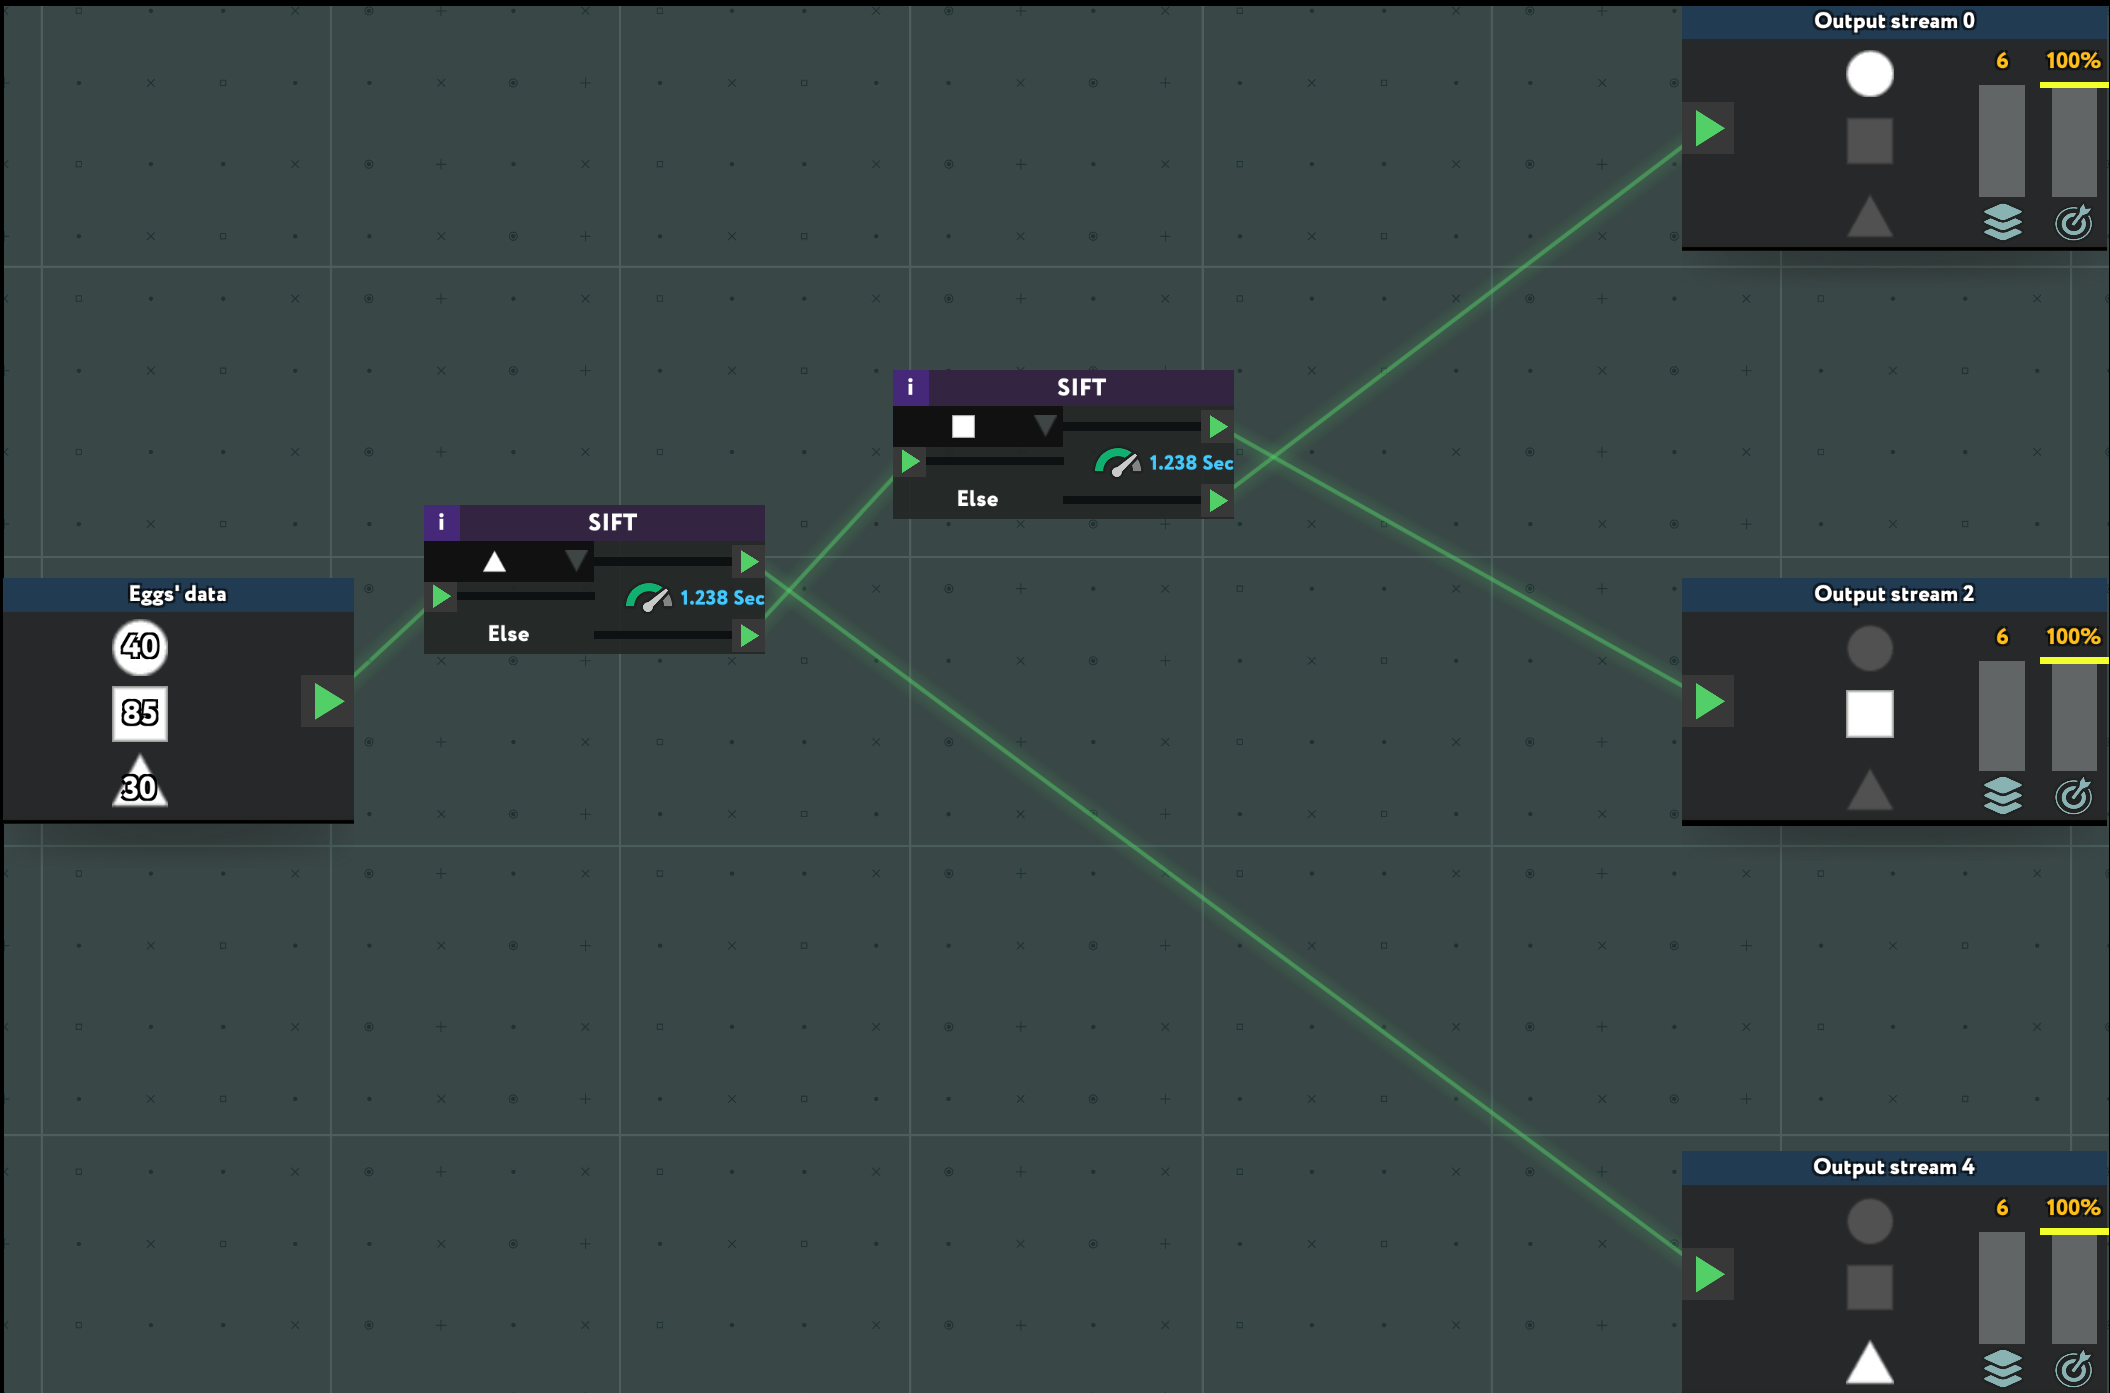 Output stream 0
6 100%
i SIFT
1.238 Sec
Else
i SIFT
1.238 Sec
Else
Eggs' data
40
85
30
Output stream 2
6 100%
Output stream 4
6 100%